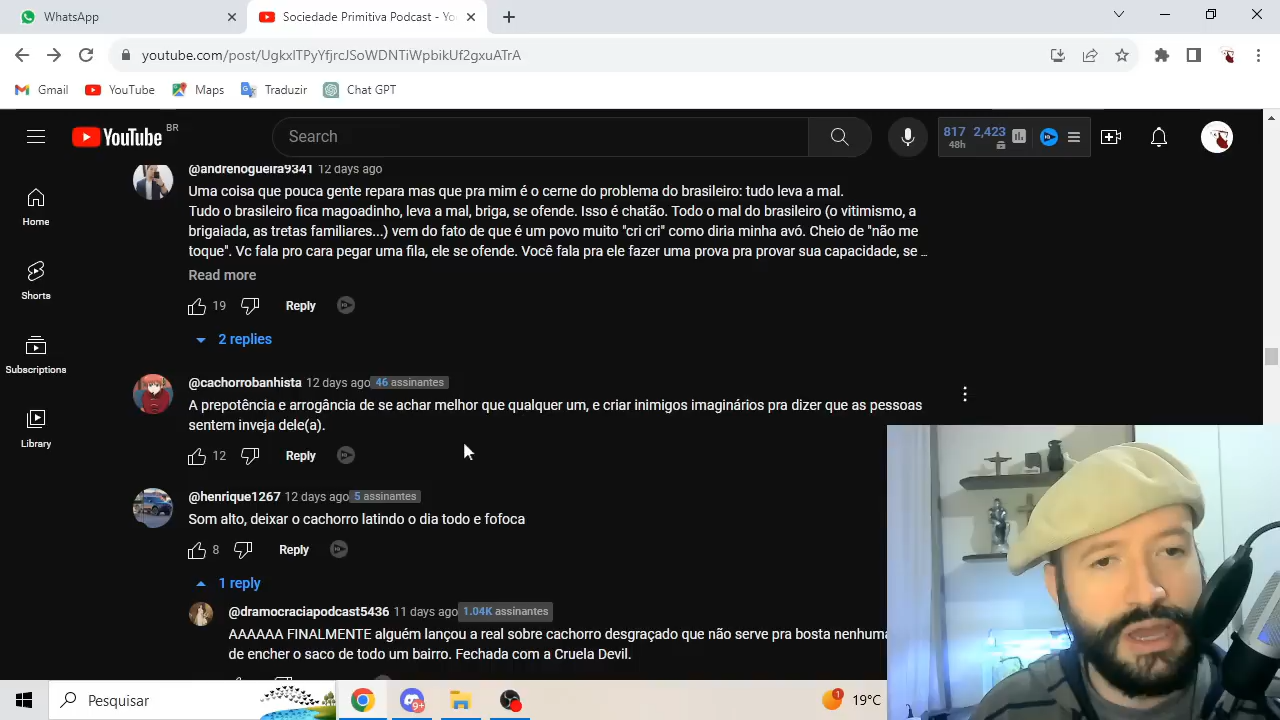 WhatsApp
Sociedade Primitiva Podcast - Yo
youtube.com/post/UgkxlTPyYfjrcJSoWDNTiWpbikUf2gxuATrA
Gmail YouTube Maps Traduzir Chat GPT
YouTube BR
Search
817 2,423
48h
Home
Shorts
Subscriptions
Library
@andrenogueira9341 12 days ago
Uma coisa que pouca gente repara mas que pra mim é o cerne do problema do brasileiro: tudo leva a mal.
Tudo o brasileiro fica magoadinho, leva a mal, briga, se ofende. Isso é chatão. Todo o mal do brasileiro (o vitimismo, a
brigaiada, as tretas familiares...) vem do fato de que é um povo muito "cri cri" como diria minha avó. Cheio de "não me
toque". Vc fala pro cara pegar uma fila, ele se ofende. Você fala pra ele fazer uma prova pra provar sua capacidade, se ...
Read more
19 Reply
2 replies
@cachorrobanhista 12 days ago 46 assinantes
A prepotência e arrogância de se achar melhor que qualquer um, e criar inimigos imaginários pra dizer que as pessoas
sentem inveja dele(a).
12 Reply
@henrique1267 12 days ago 5 assinantes
Som alto, deixar o cachorro latindo o dia todo e fofoca
8 Reply
1 reply
@dramocraciapodcast5436 11 days ago 1.04K assinantes
AAAAAA FINALMENTE alguém lançou a real sobre cachorro desgraçado que não serve pra bosta nenhuma
de encher o saco de todo um bairro. Fechada com a Cruela Devil.
Pesquisar
9+
1
19°C